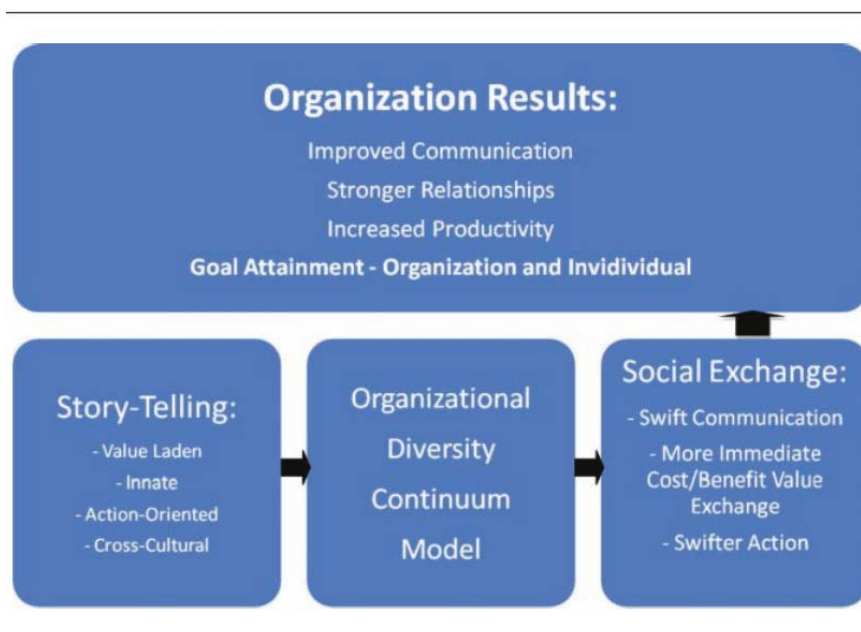 Organization Results:
Improved Communication
Stronger Relationships
Increased Productivity
Goal Attainment - Organization and Invidividual
Story-Telling:
- Value Laden
- Innate
- Action-Oriented
- Cross-Cultural
Organizational
Diversity
Continuum
Model
Social Exchange:
- Swift Communication
- More Immediate
Cost/Benefit Value
Exchange
- Swifter Action